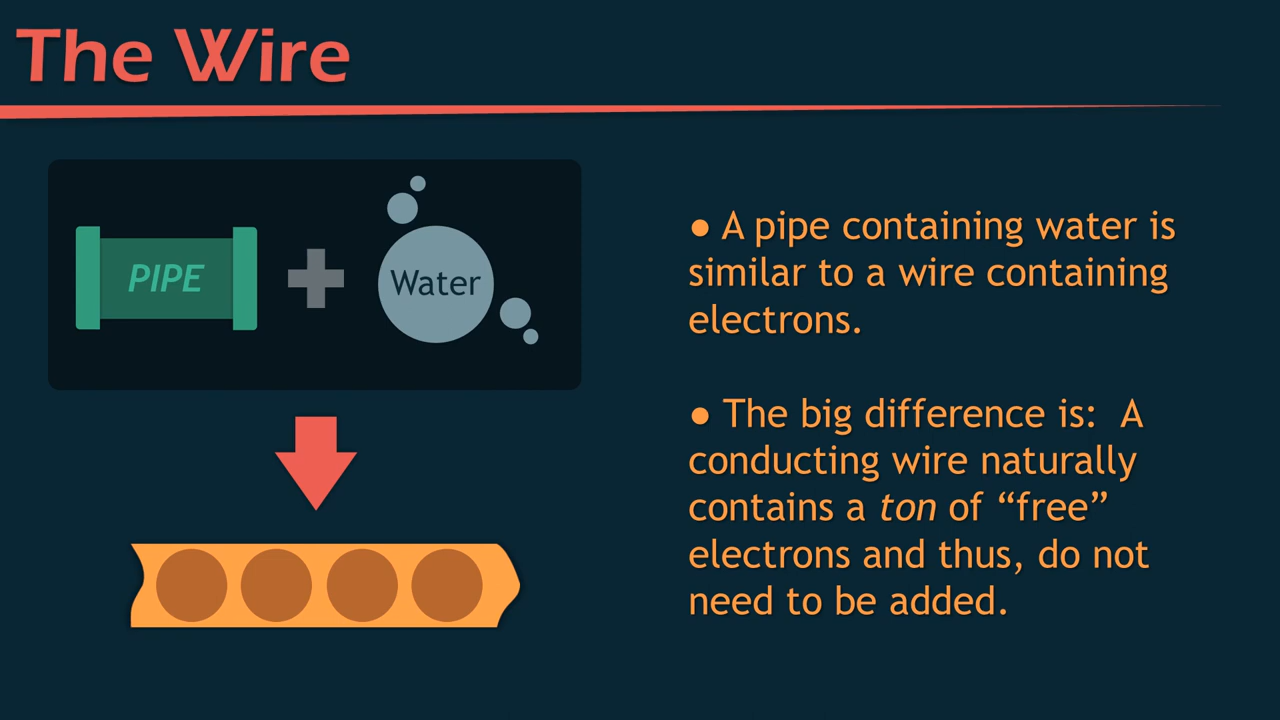 The Wire
PIPE
Water
● A pipe containing water is
similar to a wire containing
electrons.
● The big difference is:  A
conducting wire naturally
contains a ton of “free”
electrons and thus, do not
need to be added.